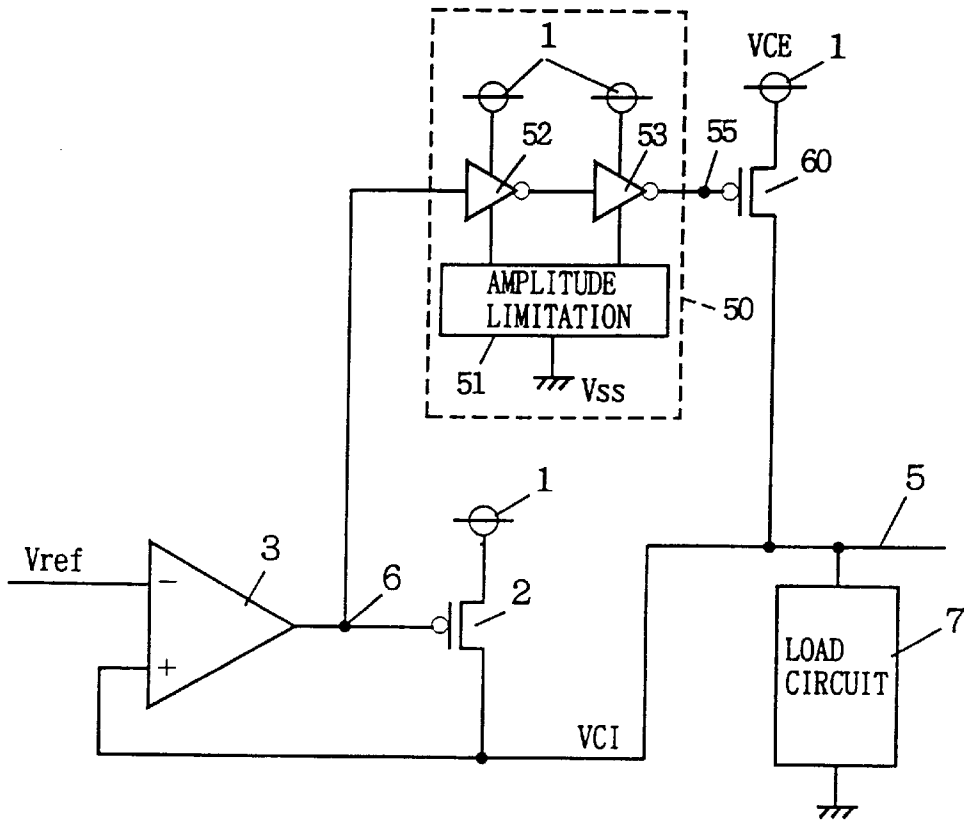 1
VCE 1
52
53
55
60
AMPLITUDE
LIMITATION
50
51
Vss
1
5
Vref
3
6
2
7
-
+
LOAD
CIRCUIT
VCI